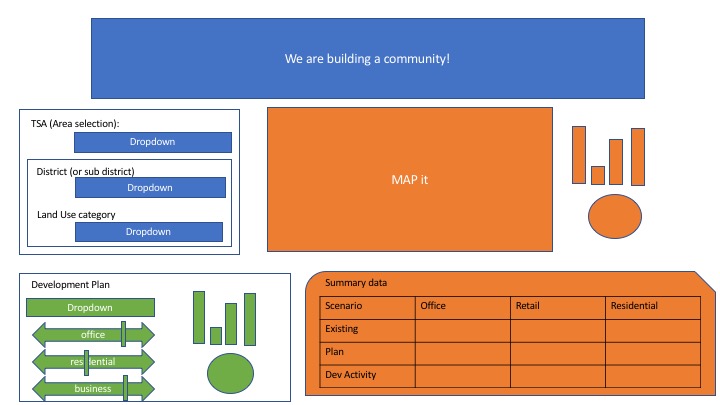 We are building a community!
TSA (Area selection):
Dropdown
District (or sub district)
Dropdown
Land Use category
Dropdown
MAP it
Development Plan
Dropdown
office
residential
business
Summary data
Scenario Office Retail Residential
Existing
Plan
Dev Activity